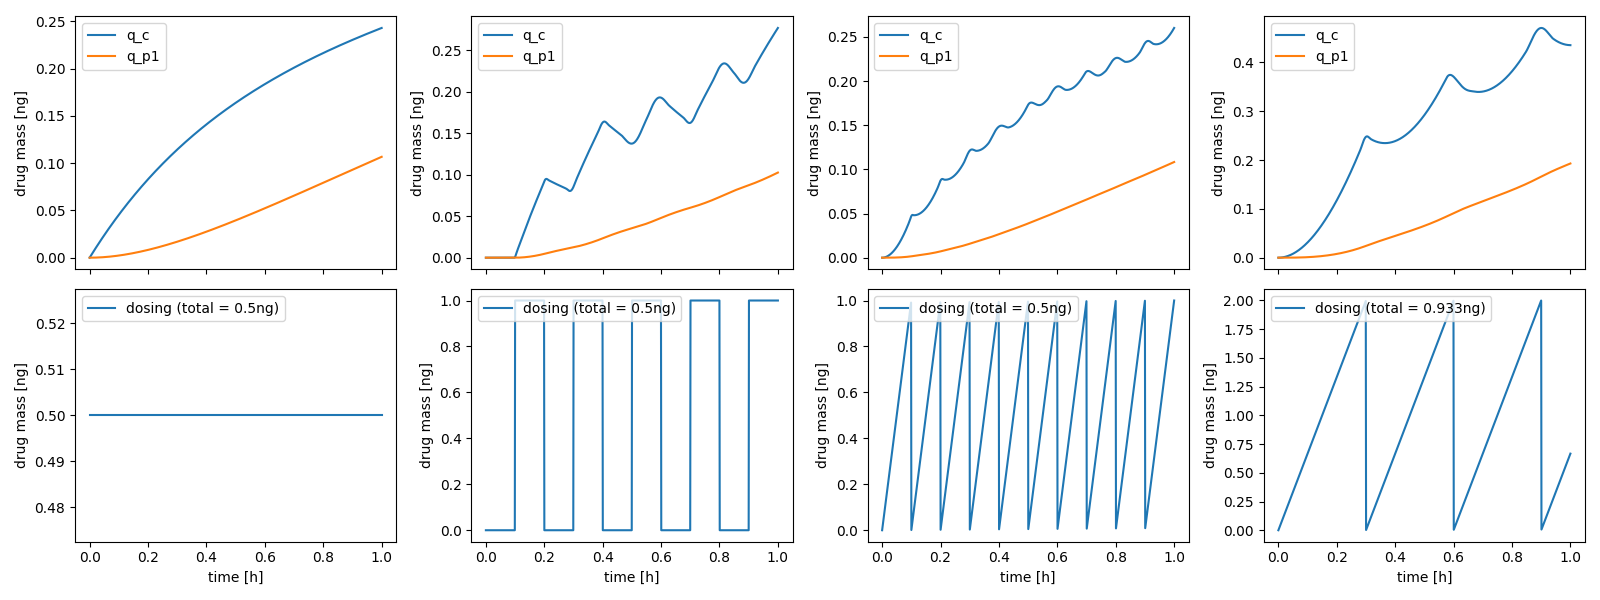 0.25
0.20
0.15
0.10
0.05
0.00
drug mass [ng]
q_c
q_p1
0.25
0.20
0.15
0.10
0.05
0.00
drug mass [ng]
q_c
q_p1
0.25
0.20
0.15
0.10
0.05
0.00
drug mass [ng]
q_c
q_p1
0.4
0.3
0.2
0.1
0.0
drug mass [ng]
q_c
q_p1
0.52
0.51
0.50
0.49
0.48
drug mass [ng]
dosing (total = 0.5ng)
0.0 0.2 0.4 0.6 0.8 1.0
time [h]
1.0
0.8
0.6
0.4
0.2
0.0
drug mass [ng]
dosing (total = 0.5ng)
0.0 0.2 0.4 0.6 0.8 1.0
time [h]
1.0
0.8
0.6
0.4
0.2
0.0
drug mass [ng]
dosing (total = 0.5ng)
0.0 0.2 0.4 0.6 0.8 1.0
time [h]
2.00
1.75
1.50
1.25
1.00
0.75
0.50
0.25
0.00
drug mass [ng]
dosing (total = 0.933ng)
0.0 0.2 0.4 0.6 0.8 1.0
time [h]